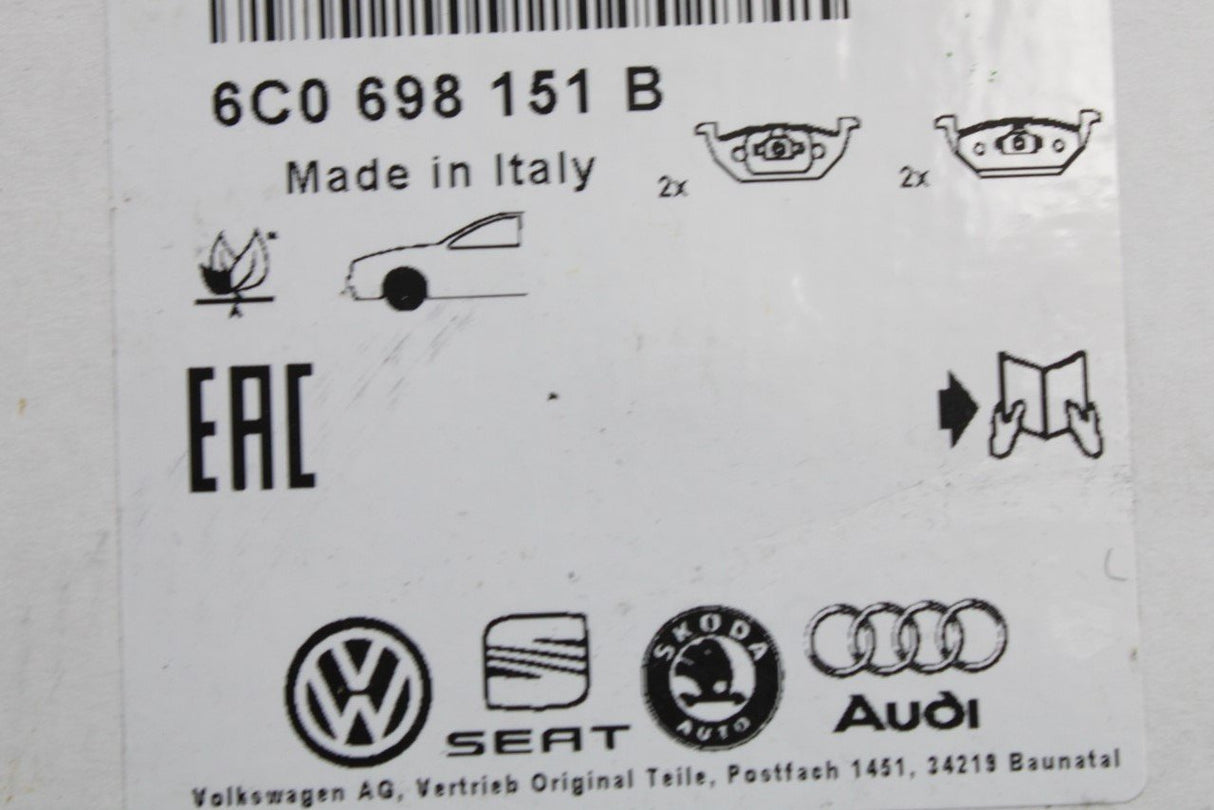 6C0 698 151 B
Made in Italy
2x
2x
A
EAC
SKODA
AUTO
SEAT
Audi
Volkswagen AG, Vertrieb Original Teile, Postfach 1451, 34219 Baunatal